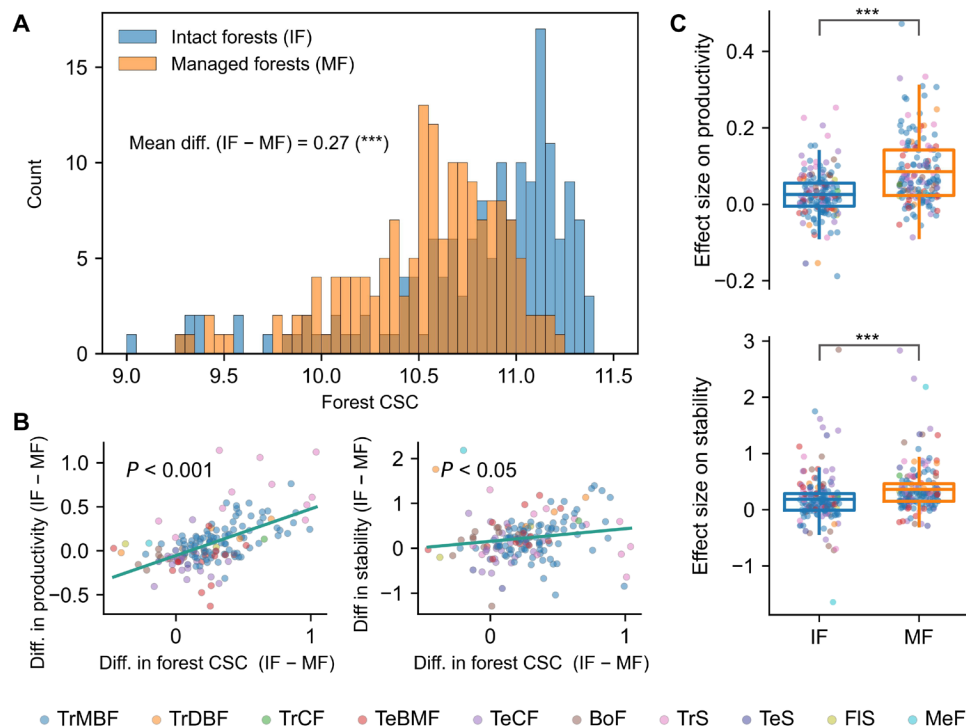 A
Intact forests (IF)
Managed forests (MF)
Mean diff. (IF − MF) = 0.27 (***)
Count
15
10
5
0
9.0 9.5 10.0 10.5 11.0 11.5
Forest CSC
B
P < 0.001
Diff. in productivity (IF − MF)
1.0
0.5
0.0
−0.5
0 1
Diff. in forest CSC (IF − MF)
P < 0.05
Diff in stability (IF − MF)
2
1
0
−1
0 1
Diff. in forest CSC (IF − MF)
C
***
Effect size on productivity
0.4
0.2
0.0
−0.2
***
Effect size on stability
3
2
1
0
−1
IF MF
TrMBF TrDBF TrCF TeBMF TeCF BoF TrS TeS FlS MeF